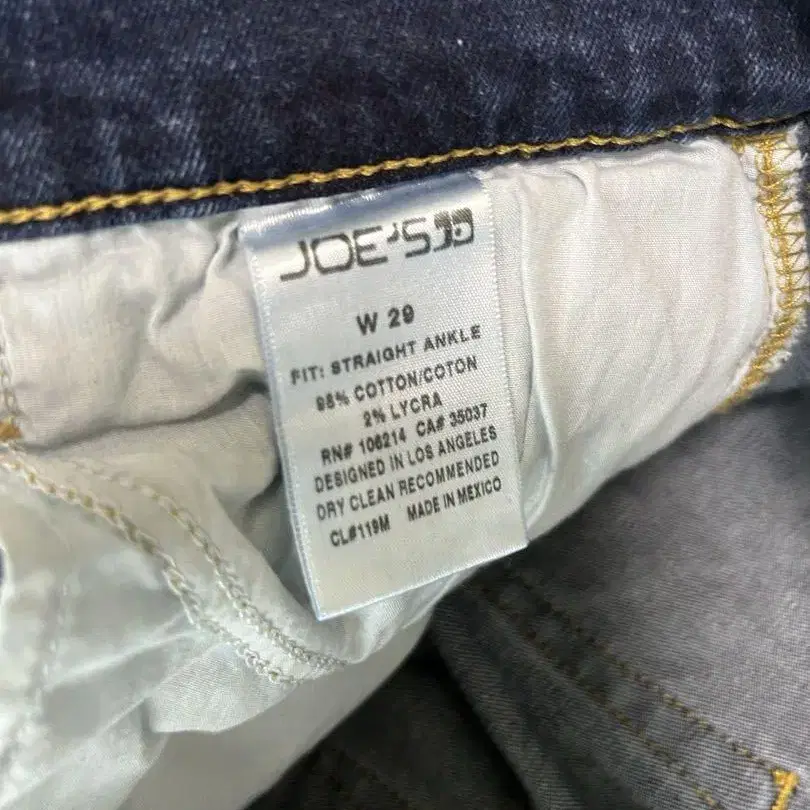 JOE'S
W 29
FIT: STRAIGHT ANKLE
98% COTTON/COTON
2% LYCRA
RN# 106214 CA# 35037
DESIGNED IN LOS ANGELES
DRY CLEAN RECOMMENDED
CL#119M MADE IN MEXICO